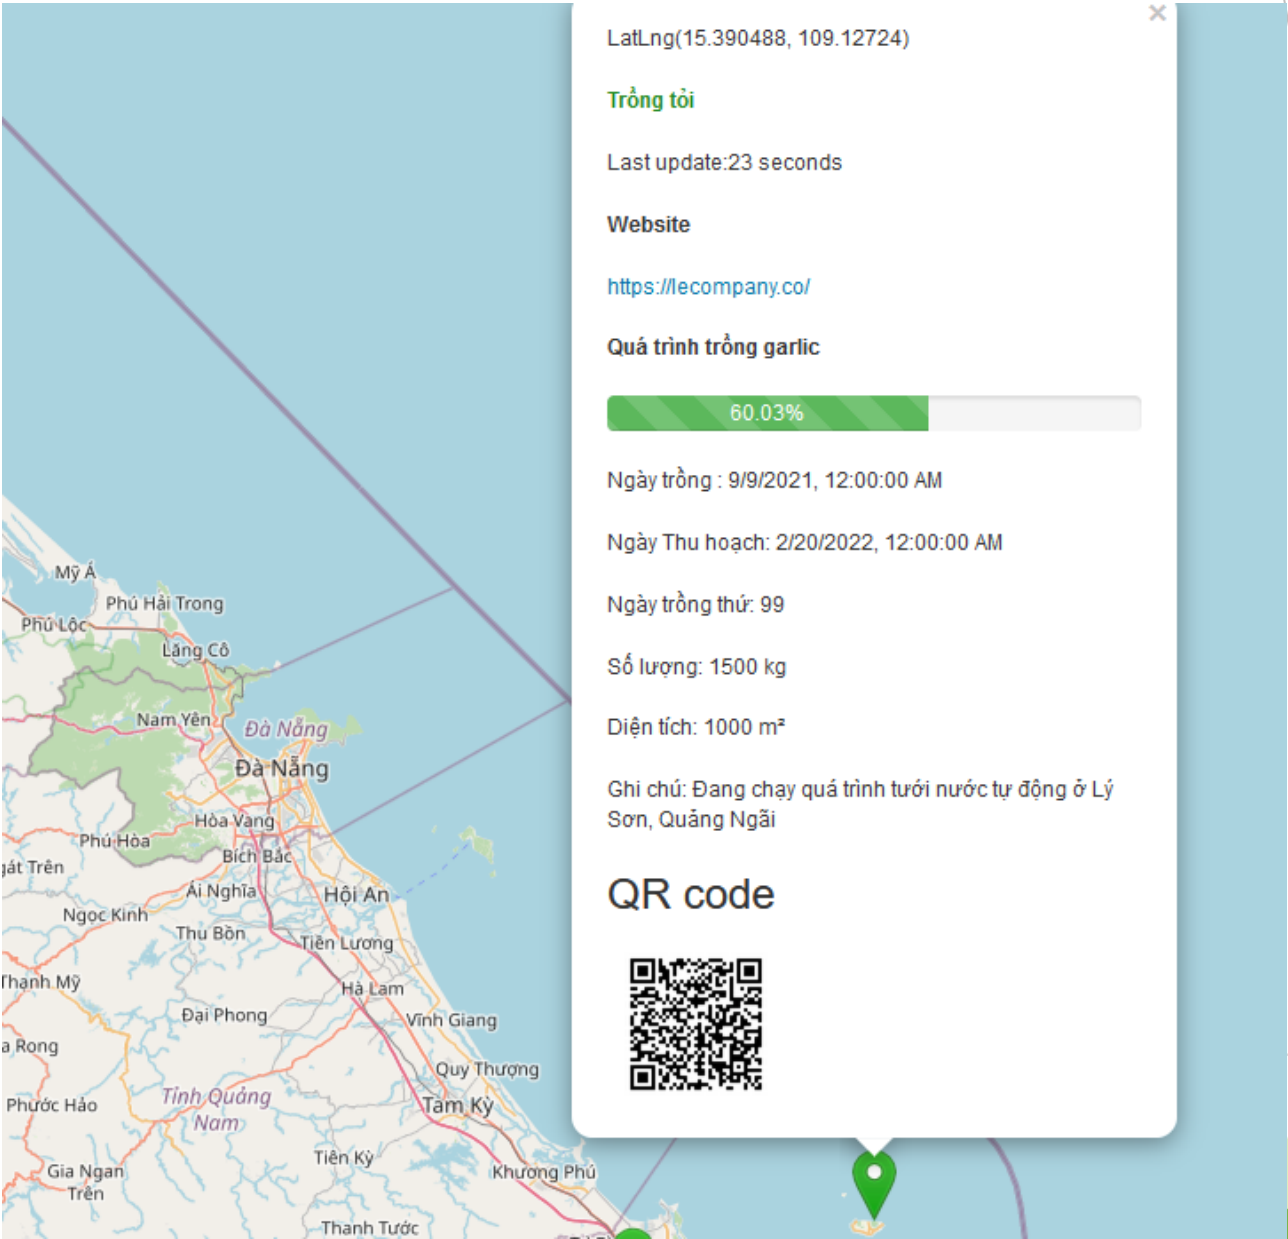 LatLng(15.390488, 109.12724)
×
Trồng tỏi
Last update:23 seconds
Website
https://lecompany.co/
Quá trình trồng garlic
60.03%
Ngày trồng : 9/9/2021, 12:00:00 AM
Ngày Thu hoạch: 2/20/2022, 12:00:00 AM
Ngày trồng thứ: 99
Số lượng: 1500 kg
Diện tích: 1000 m²
Ghi chú: Đang chạy quá trình tưới nước tự động ở Lý
Sơn, Quảng Ngãi
QR code
Mỹ Á
Phú Hải Trong
Phú Lộc
Lăng Cô
Nam Yên
Đà Nẵng
Đà Nẵng
Hòa Vang
Phú Hòa
Bích Bắc
gát Trên
Ái Nghĩa
Hội An
Ngọc Kinh
Thu Bồn
Tiên Lương
Thạnh Mỹ
Hà Lam
Đại Phong
Vĩnh Giang
a Rong
Quy Thượng
Tỉnh Quảng
Nam
Phước Hảo
Tam Kỳ
Tiên Kỳ
Khương Phú
Gia Ngan
Trên
Thanh Tước